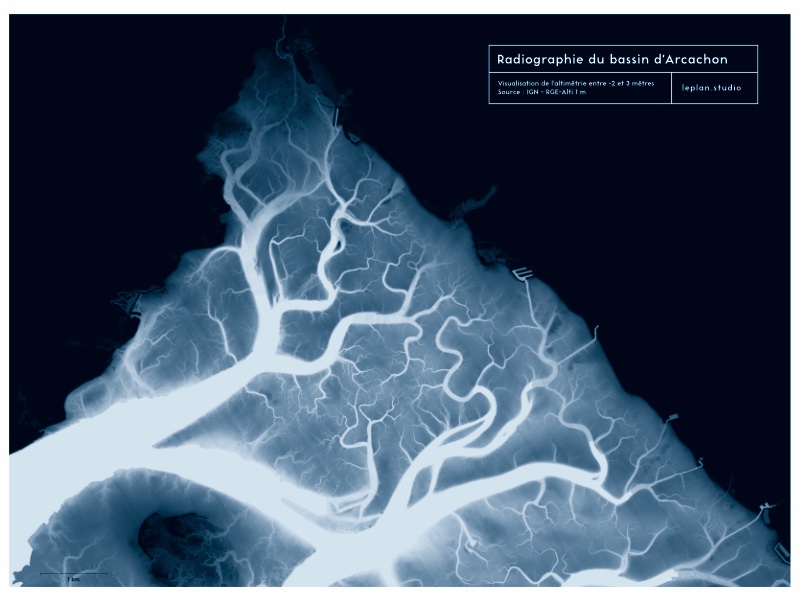 Radiographie du bassin d'Arcachon
Visualisation de l'altimétrie entre -2 et 3 mètres
Source : IGN - RGE-Alti 1 m
leplan.studio
1 km